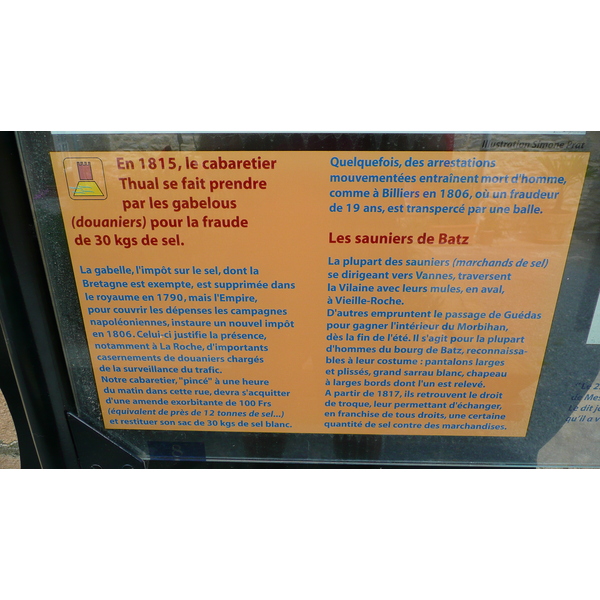 Illustration Simone Prat
En 1815, le cabaretier
Thual se fait prendre
par les gabelous
(douaniers) pour la fraude
de 30 kgs de sel.
La gabelle, l'impôt sur le sel, dont la
Bretagne est exempte, est supprimée dans
le royaume en 1790, mais l'Empire,
pour couvrir les dépenses les campagnes
napoléoniennes, instaure un nouvel impôt
en 1806. Celui-ci justifie la présence,
notamment à La Roche, d'importants
casernements de douaniers chargés
de la surveillance du trafic.
Notre cabaretier, "pincé" à une heure
du matin dans cette rue, devra s'acquitter
d'une amende exorbitante de 100 Frs
(équivalent de près de 12 tonnes de sel...)
et restituer son sac de 30 kgs de sel blanc.
Quelquefois, des arrestations
mouvementées entraînent mort d'homme,
comme à Billiers en 1806, où un fraudeur
de 19 ans, est transpercé par une balle.
Les sauniers de Batz
La plupart des sauniers (marchands de sel)
se dirigeant vers Vannes, traversent
la Vilaine avec leurs mules, en aval,
à Vieille-Roche.
D'autres empruntent le passage de Guédas
pour gagner l'intérieur du Morbihan,
dès la fin de l'été. Il s'agit pour la plupart
d'hommes du bourg de Batz, reconnaissa-
bles à leur costume : pantalons larges
et plissés, grand sarrau blanc, chapeau
à larges bords dont l'un est relevé.
A partir de 1817, ils retrouvent le droit
de troque, leur permettant d'échanger,
en franchise de tous droits, une certaine
quantité de sel contre des marchandises.
"Le 2
de Mes
Le dit j
qu'il a v